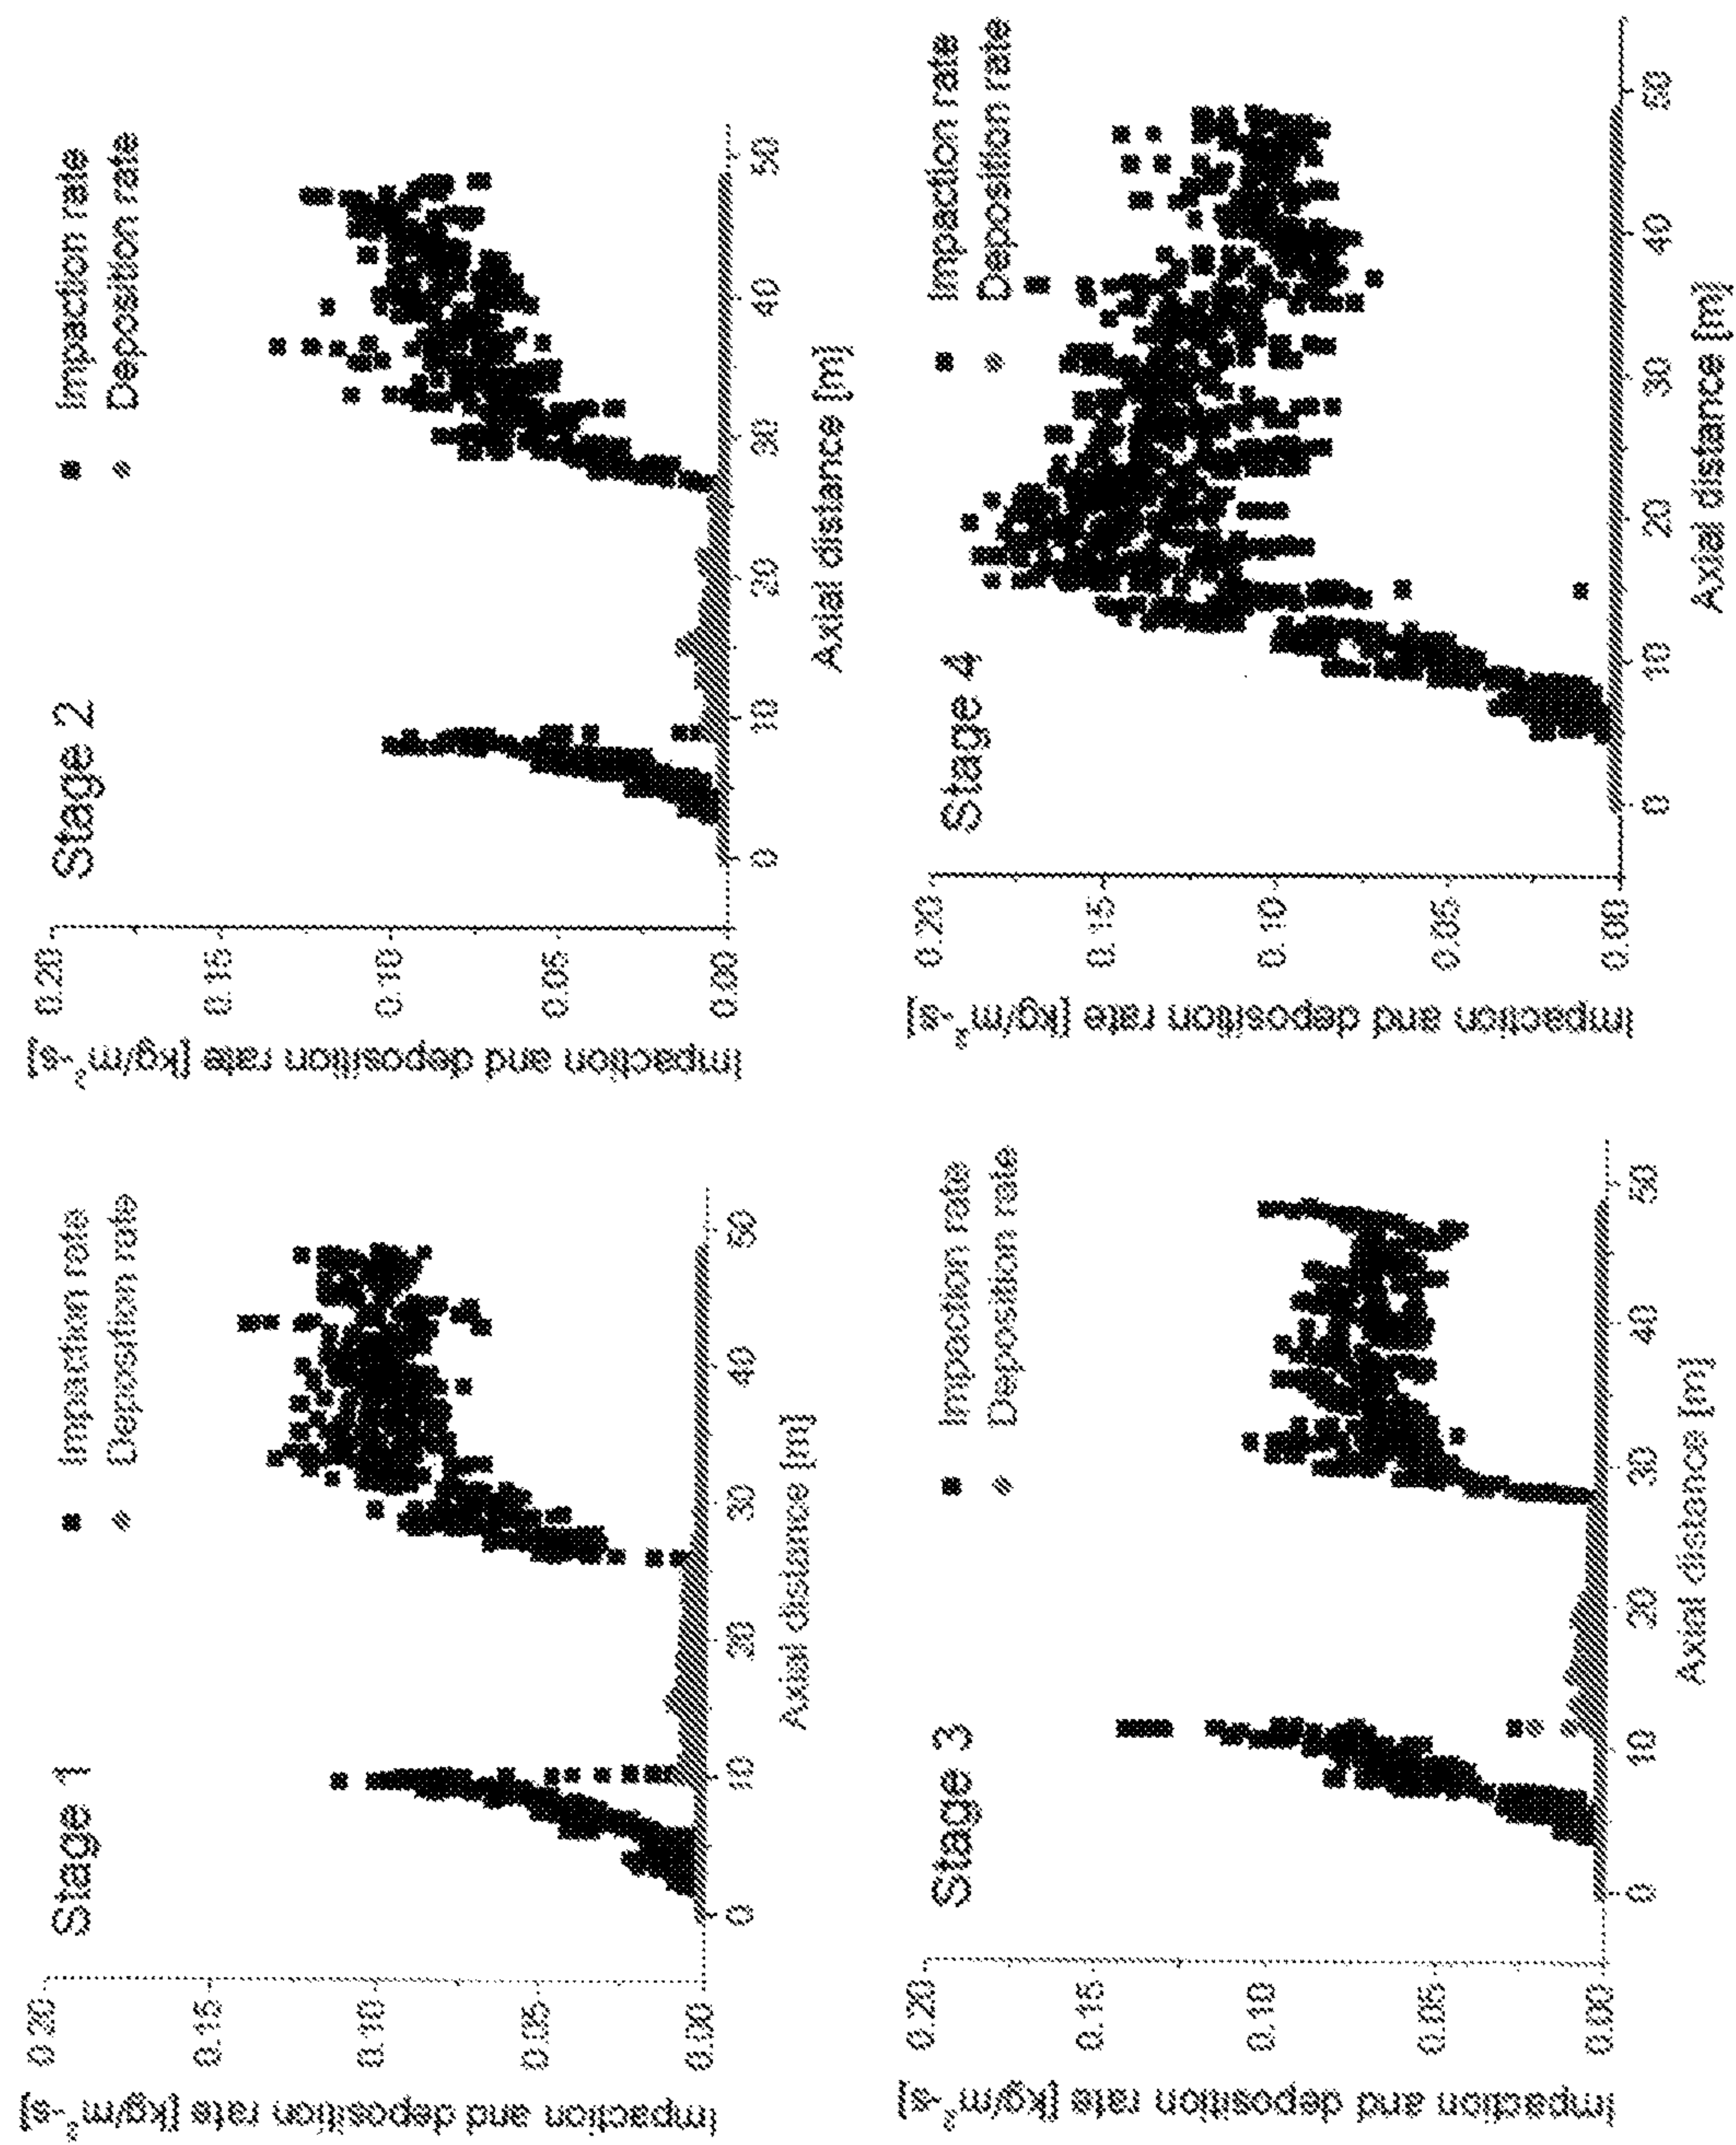 Stage 1
Impaction rate
Deposition rate
Impaction and deposition rate [kg/m²,s]
0.20
0.15
0.10
0.05
0.00
0
10
20
30
40
50
Axial distance [m]
Stage 2
Impaction rate
Deposition rate
Impaction and deposition rate [kg/m²,s]
0.20
0.15
0.10
0.05
0.00
0
10
20
30
40
50
Axial distance [m]
Stage 3
Impaction rate
Deposition rate
Impaction and deposition rate [kg/m²,s]
0.20
0.15
0.10
0.05
0.00
0
10
20
30
40
50
Axial distance [m]
Stage 4
Impaction rate
Deposition rate
Impaction and deposition rate [kg/m²,s]
0.20
0.15
0.10
0.05
0.00
0
10
20
30
40
50
Axial distance [m]